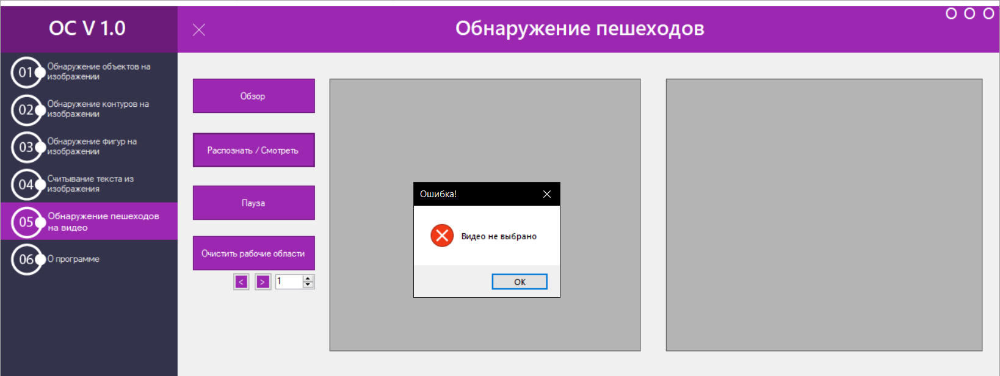 OC V 1.0
Обнаружение пешеходов
01
Обнаружение объектов на
изображении
02
Обнаружение контуров на
изображении
03
Обнаружение фигур на
изображении
04
Считывание текста из
изображения
05
Обнаружение пешеходов
на видео
06
О программе
Обзор
Распознать / Смотреть
Пауза
Очистить рабочие области
< > 1
Ошибка!
Видео не выбрано
ОК